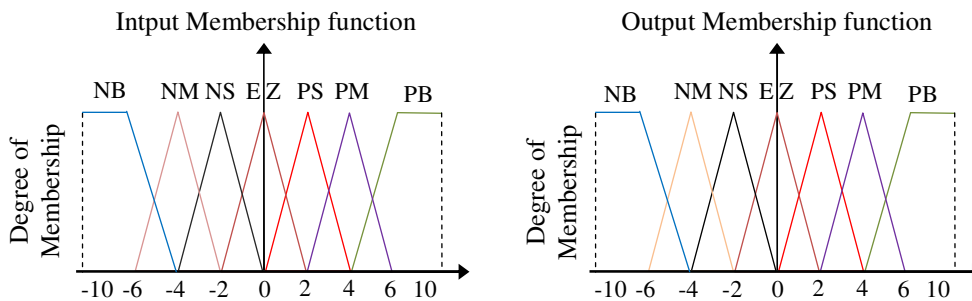 Intput Membership function
NB NM NS EZ PS PM PB
Degree of
Membership
-10 -6 -4 -2 0 2 4 6 10
Output Membership function
NB NM NS EZ PS PM PB
Degree of
Membership
-10 -6 -4 -2 0 2 4 6 10